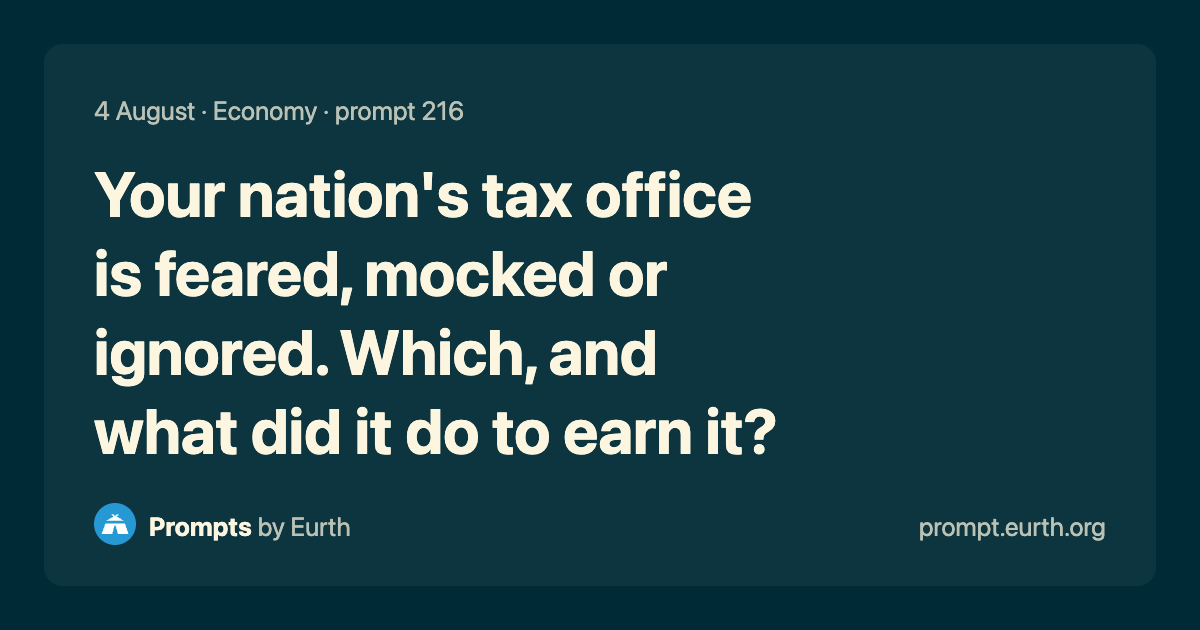 4 August · Economy · prompt 216
Your nation's tax office
is feared, mocked or
ignored. Which, and
what did it do to earn it?
Prompts by Eurth
prompt.eurth.org